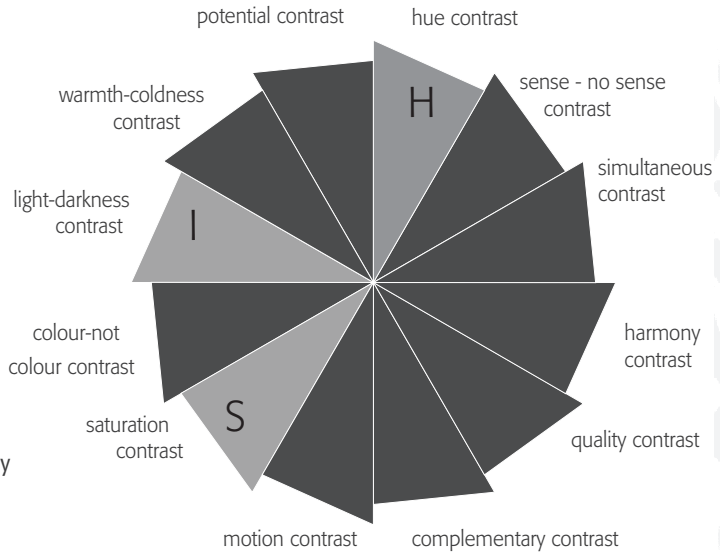 potential contrast
hue contrast
H
sense - no sense
contrast
simultaneous
contrast
harmony
contrast
quality contrast
complementary contrast
motion contrast
S
saturation
contrast
colour-not
colour contrast
I
light-darkness
contrast
warmth-coldness
contrast
y